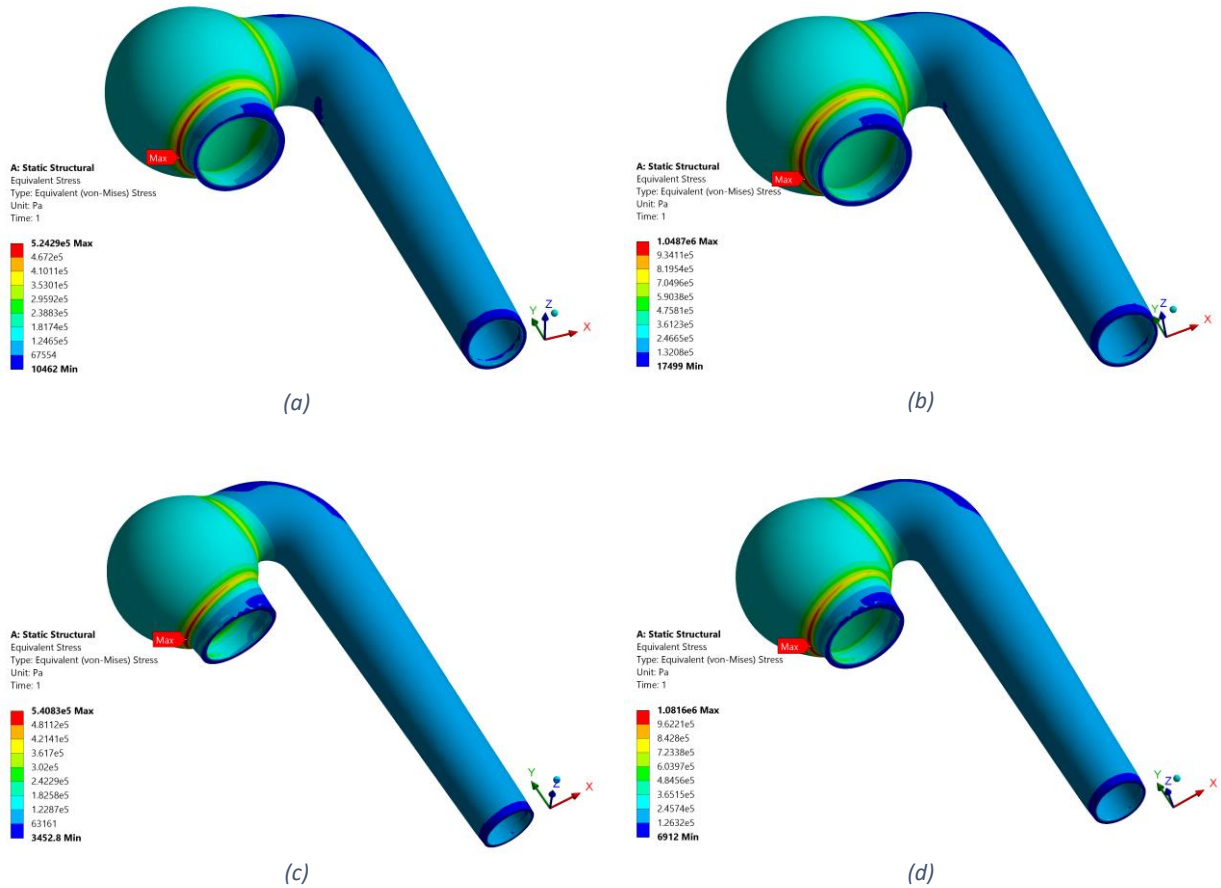 Max
A: Static Structural
Equivalent Stress
Type: Equivalent (von-Mises) Stress
Unit: Pa
Time: 1
5.2429e5 Max
4.672e5
4.1011e5
3.5301e5
2.9592e5
2.3883e5
1.8174e5
1.2465e5
67554
10462 Min
Y
Z
X
(a)
Max
A: Static Structural
Equivalent Stress
Type: Equivalent (von-Mises) Stress
Unit: Pa
Time: 1
1.0487e6 Max
9.3411e5
8.1954e5
7.0496e5
5.9038e5
4.7581e5
3.6123e5
2.4665e5
1.3208e5
17499 Min
Y
Z
X
(b)
Max
A: Static Structural
Equivalent Stress
Type: Equivalent (von-Mises) Stress
Unit: Pa
Time: 1
5.4083e5 Max
4.8112e5
4.2141e5
3.617e5
3.02e5
2.4229e5
1.8258e5
1.2287e5
63161
3452.8 Min
Y
Z
X
(c)
Max
A: Static Structural
Equivalent Stress
Type: Equivalent (von-Mises) Stress
Unit: Pa
Time: 1
1.0816e6 Max
9.6221e5
8.428e5
7.2338e5
6.0397e5
4.8456e5
3.6515e5
2.4574e5
1.2632e5
6912 Min
Y
Z
X
(d)